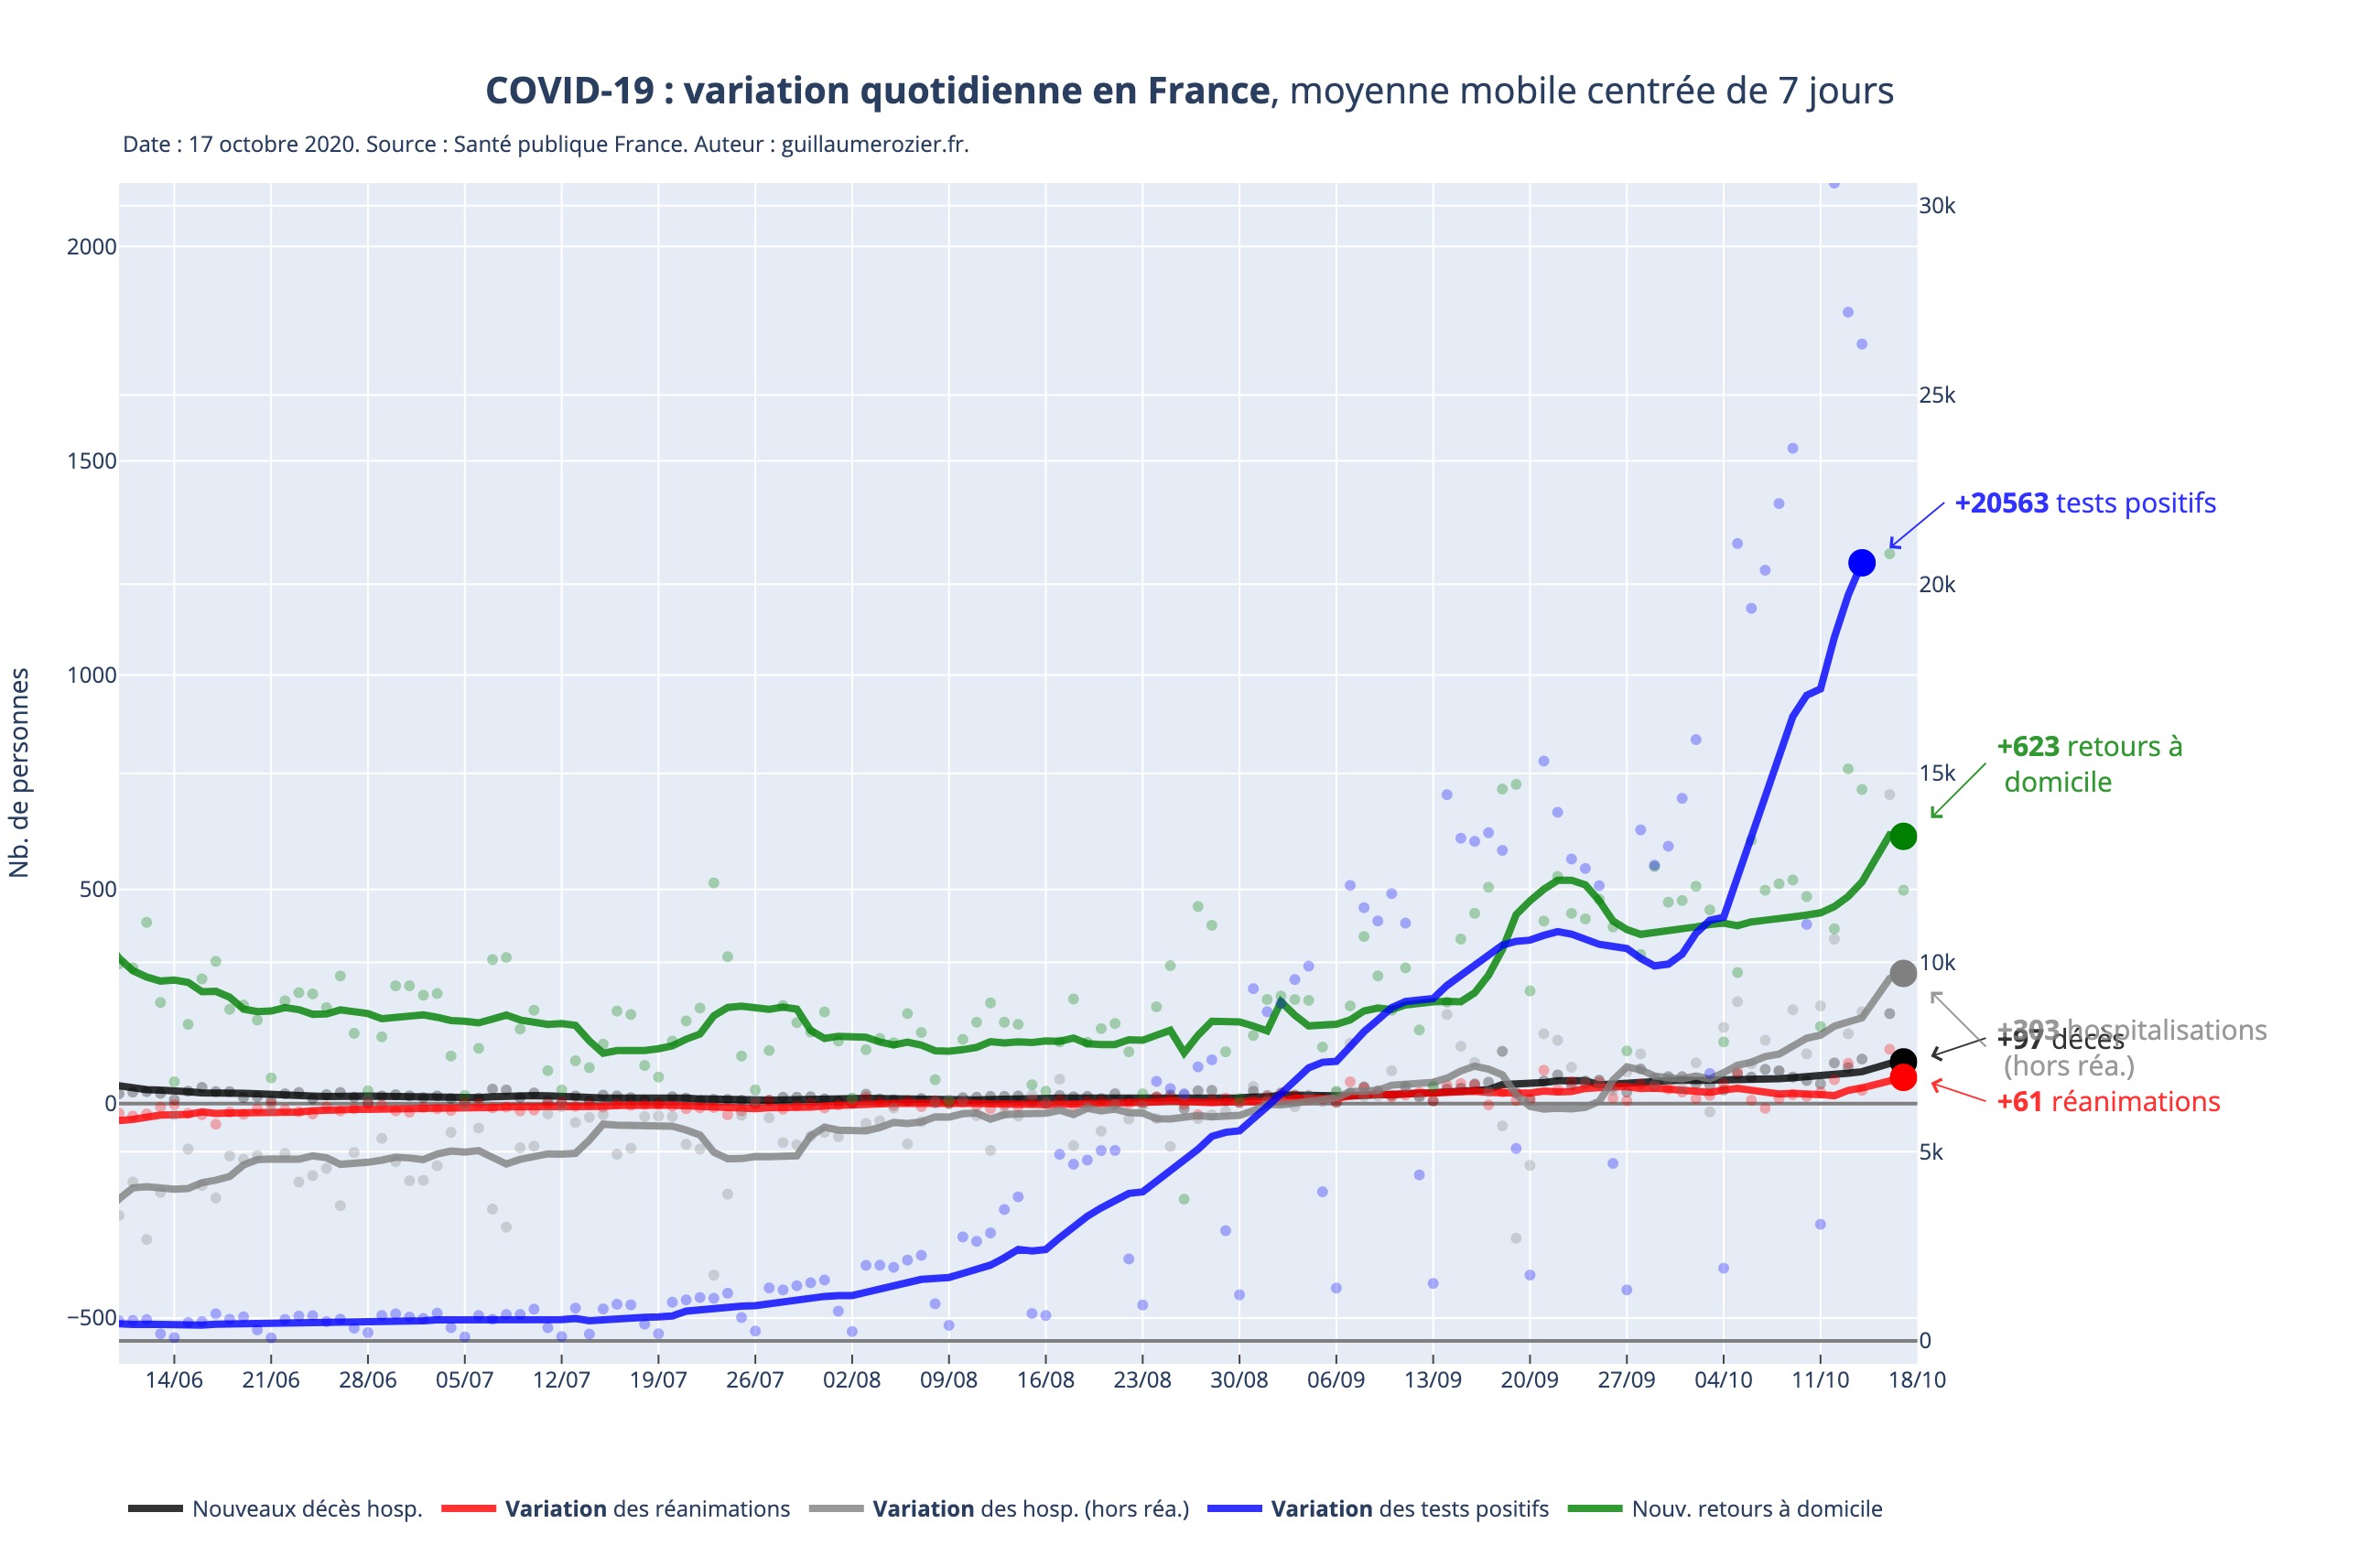 COVID-19 : variation quotidienne en France, moyenne mobile centrée de 7 jours
Date : 17 octobre 2020. Source : Santé publique France. Auteur : guillaumerozier.fr.
Nb. de personnes
2000
1500
1000
500
0
−500
30k
25k
20k
15k
10k
5k
0
+20563 tests positifs
+623 retours à
domicile
+303 hospitalisations
(hors réa.)
+97 décès
+61 réanimations
14/06 21/06 28/06 05/07 12/07 19/07 26/07 02/08 09/08 16/08 23/08 30/08 06/09 13/09 20/09 27/09 04/10 11/10 18/10
Nouveaux décès hosp. Variation des réanimations Variation des hosp. (hors réa.) Variation des tests positifs Nouv. retours à domicile